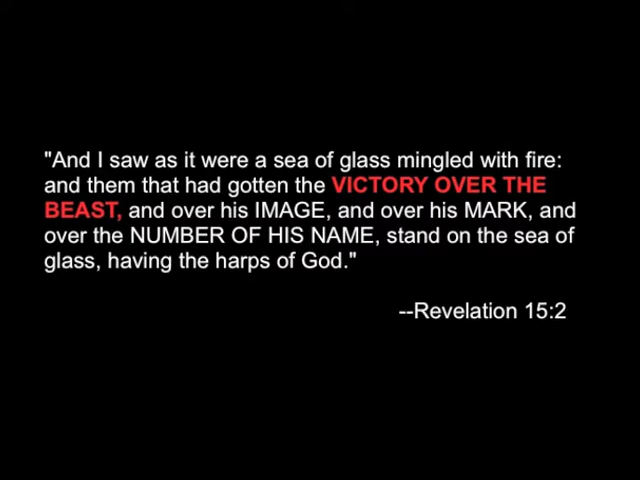 "And I saw as it were a sea of glass mingled with fire:
and them that had gotten the VICTORY OVER THE
BEAST, and over his IMAGE, and over his MARK, and
over the NUMBER OF HIS NAME, stand on the sea of
glass, having the harps of God."
--Revelation 15:2